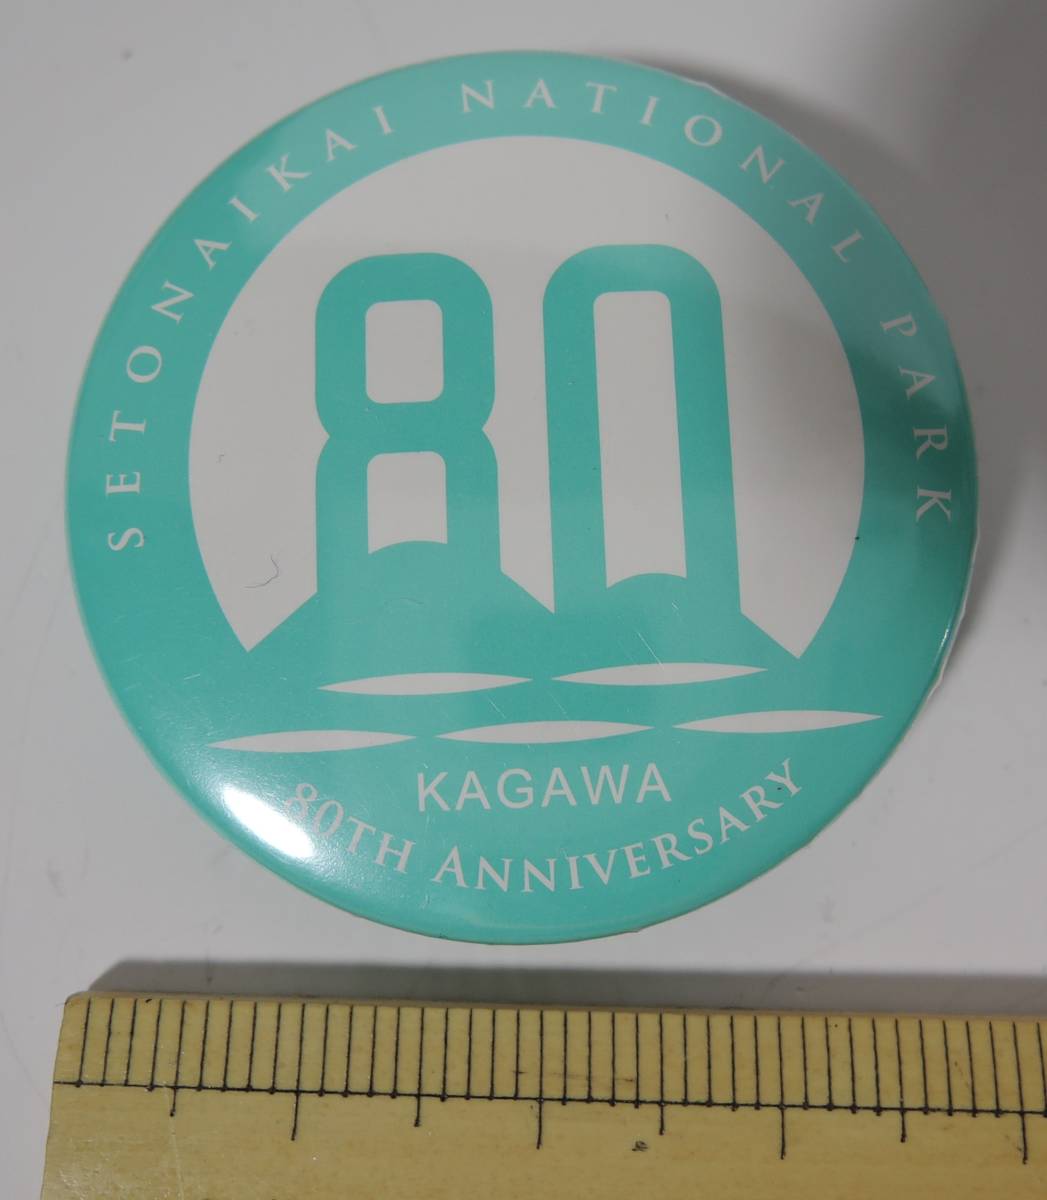 SETONAIKAI NATIONAL PARK
80
KAGAWA
80TH ANNIVERSARY